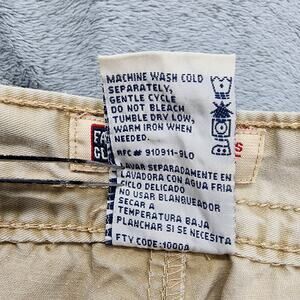 MACHINE WASH COLD
SEPARATELY,
GENTLE CYCLE
DO NOT BLEACH
TUMBLE DRY LOW,
WARM IRON WHEN
NEEDED.
RFC # 910911-9L0
LAVAR SEPARADAMENTE EN
LAVADORA CON AGUA FRIA
CICLO DELICADO
NO USAR BLANQUEADOR
SECAR A
TEMPERATURA BAJA
PLANCHAR SI SE NECESITA
FTY CODE: 1000A